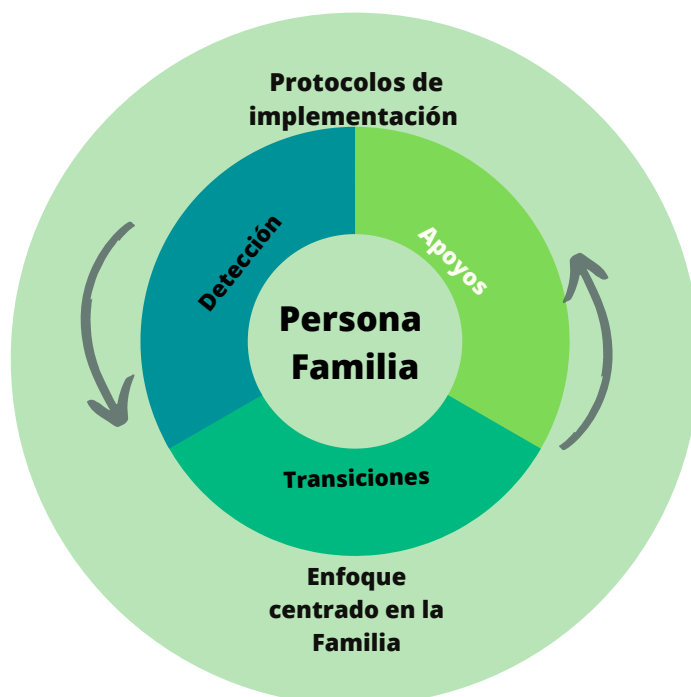 Protocolos de
implementación
Detección
Apoyos
Persona
Familia
Transiciones
Enfoque
centrado en la
Familia